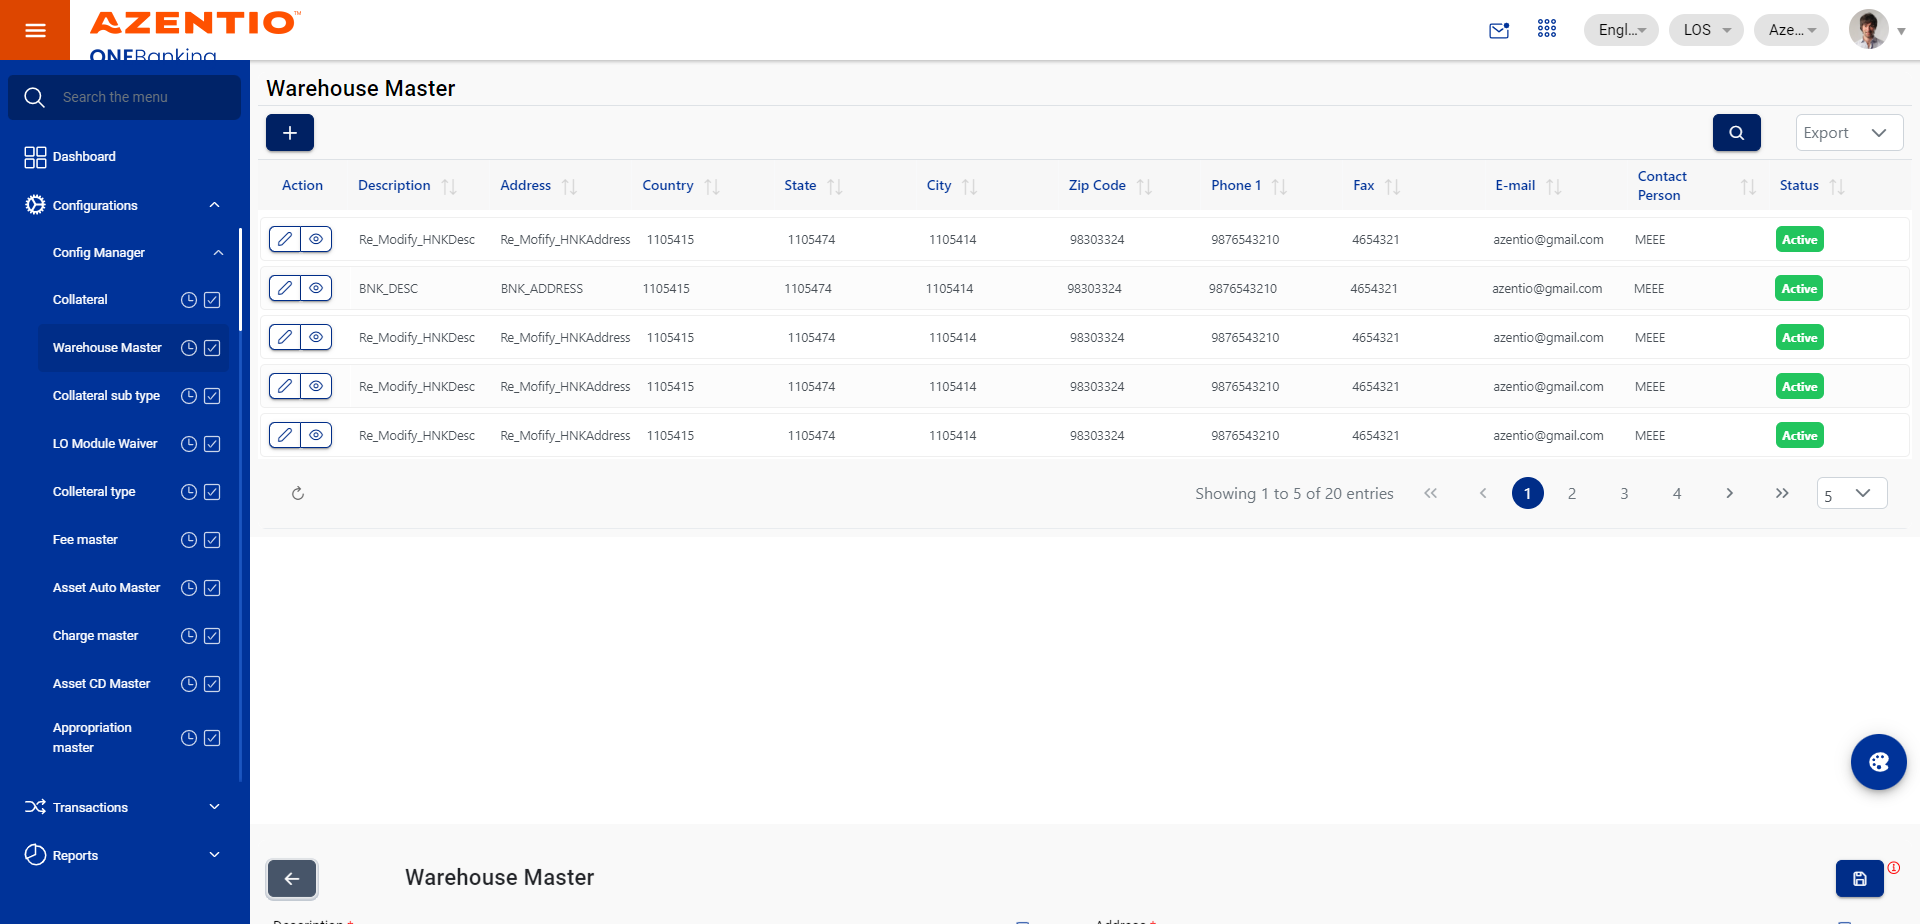 AZENTIO™
ONEBanking
Engl...
LOS
Aze...
Search the menu
Dashboard
Configurations
Config Manager
Collateral
Warehouse Master
Collateral sub type
LO Module Waiver
Colleteral type
Fee master
Asset Auto Master
Charge master
Asset CD Master
Appropriation
master
Transactions
Reports
Warehouse Master
Export
Action Description Address Country State City Zip Code Phone 1 Fax E-mail Contact Person Status
Re_Modify_HNKDesc Re_Mofify_HNKAddress 1105415 1105474 1105414 98303324 9876543210 4654321 azentio@gmail.com MEEE Active
BNK_DESC BNK_ADDRESS 1105415 1105474 1105414 98303324 9876543210 4654321 azentio@gmail.com MEEE Active
Re_Modify_HNKDesc Re_Mofify_HNKAddress 1105415 1105474 1105414 98303324 9876543210 4654321 azentio@gmail.com MEEE Active
Re_Modify_HNKDesc Re_Mofify_HNKAddress 1105415 1105474 1105414 98303324 9876543210 4654321 azentio@gmail.com MEEE Active
Re_Modify_HNKDesc Re_Mofify_HNKAddress 1105415 1105474 1105414 98303324 9876543210 4654321 azentio@gmail.com MEEE Active
Showing 1 to 5 of 20 entries 1 2 3 4 5
Warehouse Master
Description * Address *